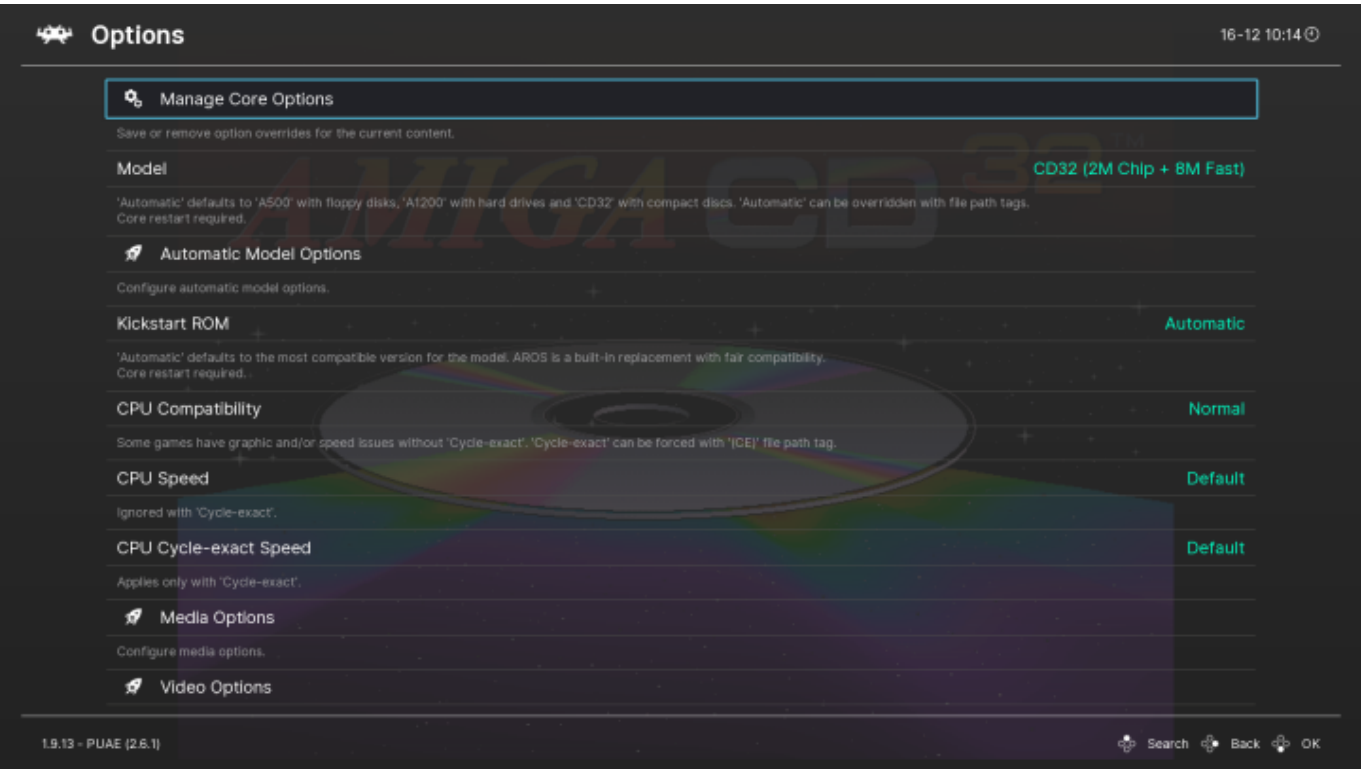 Options
16-12 10:14
Manage Core Options
Save or remove option overrides for the current content.
Model
CD32 (2M Chip + 8M Fast)
'Automatic' defaults to 'A500' with floppy disks, 'A1200' with hard drives and 'CD32' with compact discs. 'Automatic' can be overridden with file path tags.
Core restart required.
Automatic Model Options
Configure automatic model options.
Kickstart ROM
Automatic
'Automatic' defaults to the most compatible version for the model. AROS is a built-in replacement with fair compatibility.
Core restart required.
CPU Compatibility
Normal
Some games have graphic and/or speed issues without 'Cycle-exact'. 'Cycle-exact' can be forced with '(CE)' file path tag.
CPU Speed
Default
Ignored with 'Cycle-exact'.
CPU Cycle-exact Speed
Default
Applies only with 'Cycle-exact'.
Media Options
Configure media options.
Video Options
1.9.13 - PUAE (2.6.1)
Search Back OK
AMIGA CD 32 TM